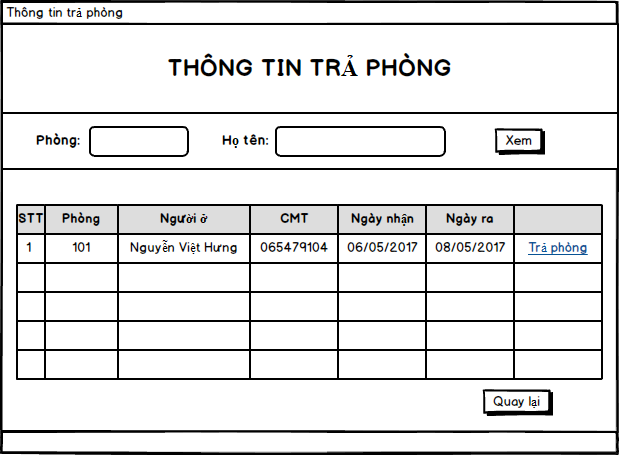 Thông tin trả phòng
THÔNG TIN TRẢ PHÒNG
Phòng: Họ tên: Xem
STT Phòng Người ở CMT Ngày nhận Ngày ra
1 101 Nguyễn Việt Hưng 065479104 06/05/2017 08/05/2017 Trả phòng
Quay lại